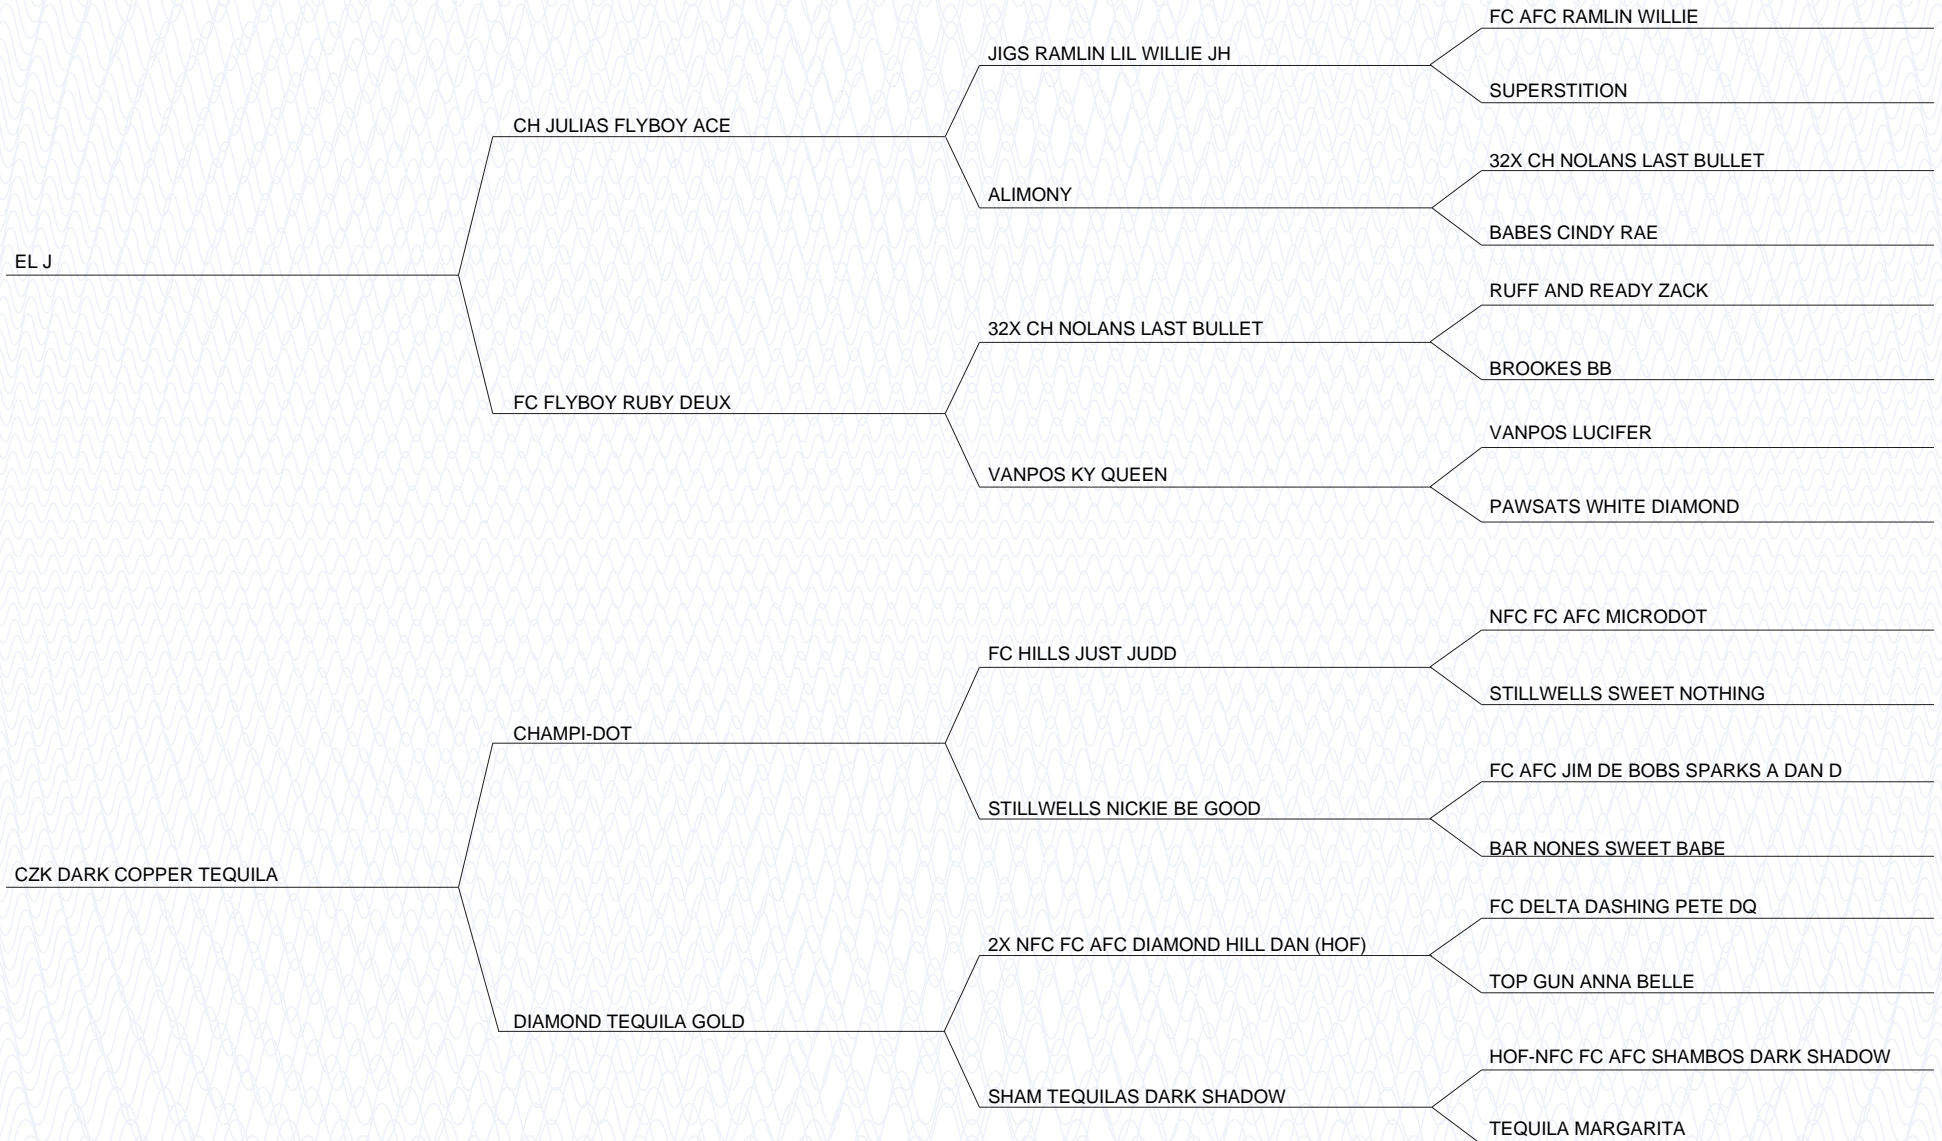 FC AFC RAMLIN WILLIE
JIGS RAMLIN LIL WILLIE JH
SUPERSTITION
CH JULIAS FLYBOY ACE
32X CH NOLANS LAST BULLET
ALIMONY
BABES CINDY RAE
EL J
RUFF AND READY ZACK
32X CH NOLANS LAST BULLET
BROOKES BB
FC FLYBOY RUBY DEUX
VANPOS LUCIFER
VANPOS KY QUEEN
PAWSATS WHITE DIAMOND
NFC FC AFC MICRODOT
FC HILLS JUST JUDD
STILLWELLS SWEET NOTHING
CHAMPI-DOT
FC AFC JIM DE BOBS SPARKS A DAN D
STILLWELLS NICKIE BE GOOD
BAR NONES SWEET BABE
CZK DARK COPPER TEQUILA
FC DELTA DASHING PETE DQ
2X NFC FC AFC DIAMOND HILL DAN (HOF)
TOP GUN ANNA BELLE
DIAMOND TEQUILA GOLD
HOF-NFC FC AFC SHAMBOS DARK SHADOW
SHAM TEQUILAS DARK SHADOW
TEQUILA MARGARITA